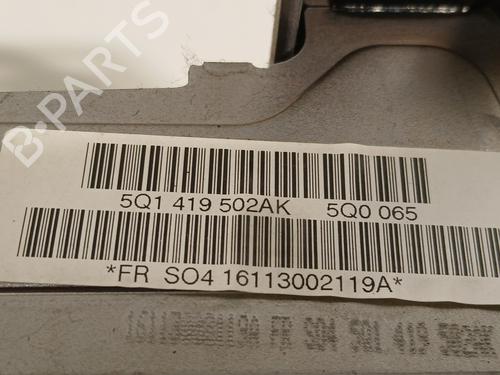 B-PARTS
5Q1 419 502AK 5Q0 065
*FR SO4 16113002119A*